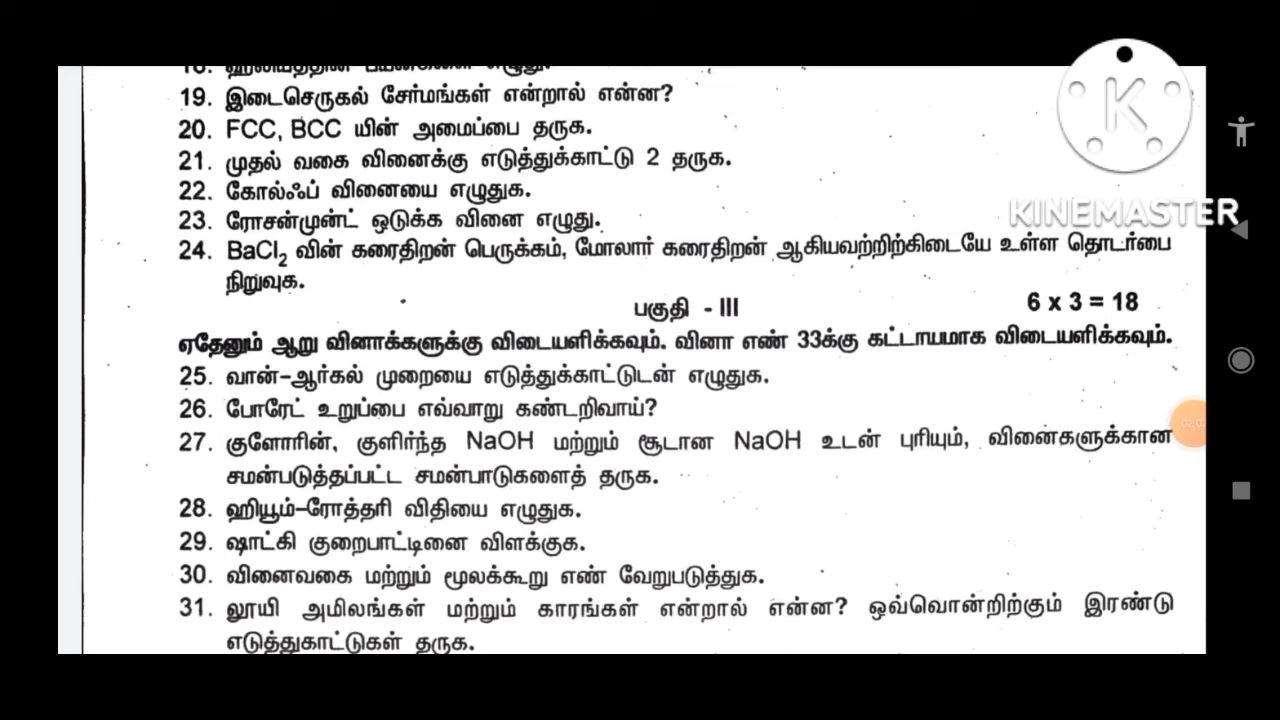 19. இடைசெருகல் சேர்மங்கள் என்றால் என்ன?
20. FCC, BCC யின் அமைப்பை தருக.
21. முதல் வகை வினைக்கு எடுத்துக்காட்டு 2 தருக.
22. கோல்ஃப் வினையை எழுதுக.
23. ரோசன்முன்ட் ஒடுக்க வினை எழுது.
24. BaCl2 வின் கரைதிறன் பெருக்கம், மோலார் கரைதிறன் ஆகியவற்றிற்கிடையே உள்ள தொடர்பை
நிறுவுக.
பகுதி - III 6 x 3 = 18
ஏதேனும் ஆறு வினாக்களுக்கு விடையளிக்கவும். வினா எண் 33க்கு கட்டாயமாக விடையளிக்கவும்.
25. வான்-ஆர்கல் முறையை எடுத்துக்காட்டுடன் எழுதுக.
26. போரேட் உறுப்பை எவ்வாறு கண்டறிவாய்?
27. குளோரின், குளிர்ந்த NaOH மற்றும் சூடான NaOH உடன் புரியும், வினைகளுக்கான
சமன்படுத்தப்பட்ட சமன்பாடுகளைத் தருக.
28. ஹியூம்-ரோத்தரி விதியை எழுதுக.
29. ஷாட்கி குறைபாட்டினை விளக்குக.
30. வினைவகை மற்றும் மூலக்கூறு எண் வேறுபடுத்துக.
31. லூயி அமிலங்கள் மற்றும் காரங்கள் என்றால் என்ன? ஒவ்வொன்றிற்கும் இரண்டு
எடுத்துகாட்டுகள் தருக.
K
KINEMASTER